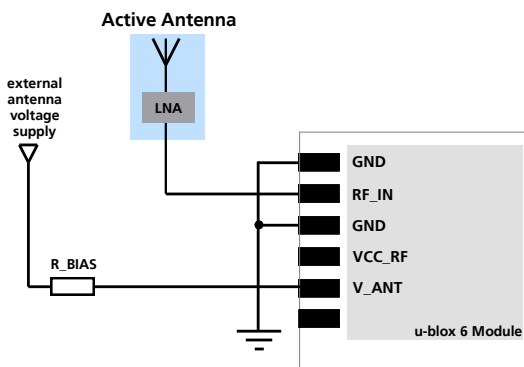 Active Antenna
external
antenna
voltage
supply
LNA
GND
RF_IN
GND
VCC_RF
R_BIAS
V_ANT
u-blox 6 Module